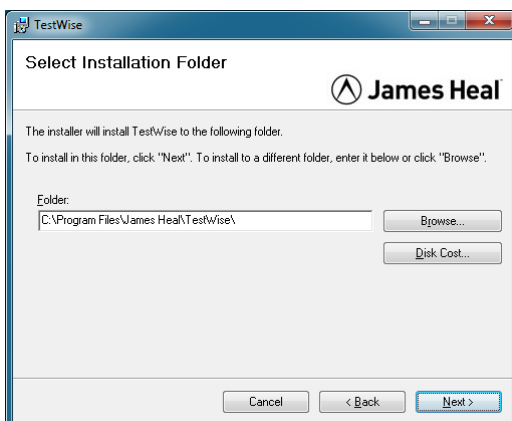 TestWise
Select Installation Folder
James Heal
The installer will install TestWise to the following folder.
To install in this folder, click "Next". To install to a different folder, enter it below or click "Browse".
Folder:
C:\Program Files\James Heal\TestWise\
Browse...
Disk Cost...
Cancel
< Back
Next >